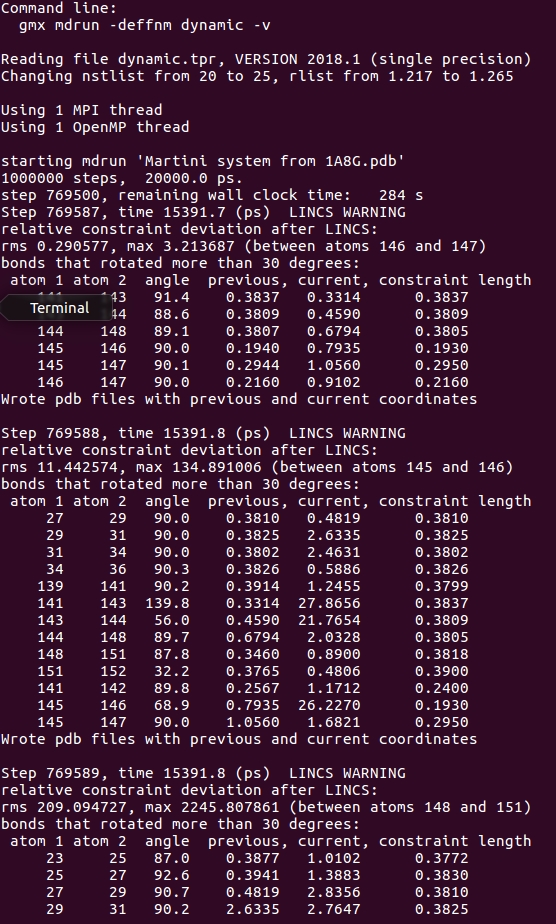 Command line:
gmx mdrun -deffnm dynamic -v
Reading file dynamic.tpr, VERSION 2018.1 (single precision)
Changing nstlist from 20 to 25, rlist from 1.217 to 1.265
Using 1 MPI thread
Using 1 OpenMP thread
starting mdrun 'Martini system from 1A8G.pdb'
1000000 steps, 20000.0 ps.
step 769500, remaining wall clock time: 284 s
Step 769587, time 15391.7 (ps) LINCS WARNING
relative constraint deviation after LINCS:
rms 0.290577, max 3.213687 (between atoms 146 and 147)
bonds that rotated more than 30 degrees:
atom 1 atom 2 angle previous, current, constraint length
143 91.4 0.3837 0.3314 0.3837
Terminal
44 88.6 0.3809 0.4590 0.3809
144 148 89.1 0.3807 0.6794 0.3805
145 146 90.0 0.1940 0.7935 0.1930
145 147 90.1 0.2944 1.0560 0.2950
146 147 90.0 0.2160 0.9102 0.2160
Wrote pdb files with previous and current coordinates
Step 769588, time 15391.8 (ps) LINCS WARNING
relative constraint deviation after LINCS:
rms 11.442574, max 134.891006 (between atoms 145 and 146)
bonds that rotated more than 30 degrees:
atom 1 atom 2 angle previous, current, constraint length
27 29 90.0 0.3810 0.4819 0.3810
29 31 90.0 0.3825 2.6335 0.3825
31 34 90.0 0.3802 2.4631 0.3802
34 36 90.3 0.3826 0.5886 0.3826
139 141 90.2 0.3914 1.2455 0.3799
141 143 139.8 0.3314 27.8656 0.3837
143 144 56.0 0.4590 21.7654 0.3809
144 148 89.7 0.6794 2.0328 0.3805
148 151 87.8 0.3460 0.8900 0.3818
151 152 32.2 0.3765 0.4806 0.3900
141 142 89.8 0.2567 1.1712 0.2400
145 146 68.9 0.7935 26.2270 0.1930
145 147 90.0 1.0560 1.6821 0.2950
Wrote pdb files with previous and current coordinates
Step 769589, time 15391.8 (ps) LINCS WARNING
relative constraint deviation after LINCS:
rms 209.094727, max 2245.807861 (between atoms 148 and 151)
bonds that rotated more than 30 degrees:
atom 1 atom 2 angle previous, current, constraint length
23 25 87.0 0.3877 1.0102 0.3772
25 27 92.6 0.3941 1.3883 0.3830
27 29 90.7 0.4819 2.8356 0.3810
29 31 90.2 2.6335 2.7647 0.3825